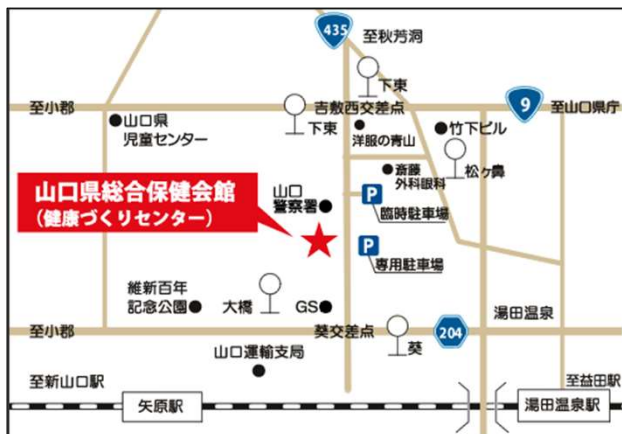 435
至秋芳洞
下東
至小郡
吉敷西交差点
9
至山口県庁
山口県
児童センター
下東
洋服の青山
竹下ビル
斎藤
外科眼科
松ヶ鼻
山口県総合保健会館
(健康づくりセンター)
山口
警察署
P
臨時駐車場
P
専用駐車場
維新百年
記念公園
大橋
GS
湯田温泉
至小郡
葵交差点
204
葵
山口運輸支局
至新山口駅
至益田駅
矢原駅
湯田温泉駅